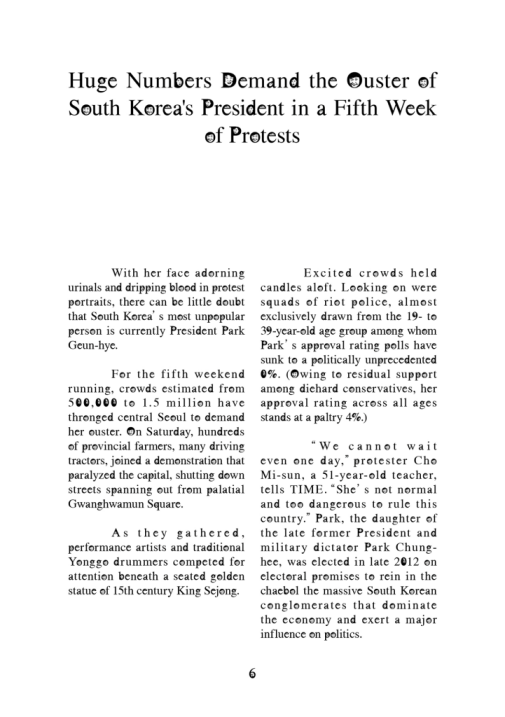 Huge Numbers Demand the Ouster of
South Korea's President in a Fifth Week
of Protests
With her face adorning
urinals and dripping blood in protest
portraits, there can be little doubt
that South Korea's most unpopular
person is currently President Park
Geun-hye.
For the fifth weekend
running, crowds estimated from
500,000 to 1.5 million have
thronged central Seoul to demand
her ouster. On Saturday, hundreds
of provincial farmers, many driving
tractors, joined a demonstration that
paralyzed the capital, shutting down
streets spanning out from palatial
Gwanghwamun Square.
As they gathered,
performance artists and traditional
Yonggo drummers competed for
attention beneath a seated golden
statue of 15th century King Sejong.
Excited crowds held
candles aloft. Looking on were
squads of riot police, almost
exclusively drawn from the 19- to
39-year-old age group among whom
Park's approval rating polls have
sunk to a politically unprecedented
0%. (Owing to residual support
among diehard conservatives, her
approval rating across all ages
stands at a paltry 4%.)
"We cannot wait
even one day," protester Cho
Mi-sun, a 51-year-old teacher,
tells TIME. "She's not normal
and too dangerous to rule this
country." Park, the daughter of
the late former President and
military dictator Park Chung-
hee, was elected in late 2012 on
electoral promises to rein in the
chaebol the massive South Korean
conglomerates that dominate
the economy and exert a major
influence on politics.
6